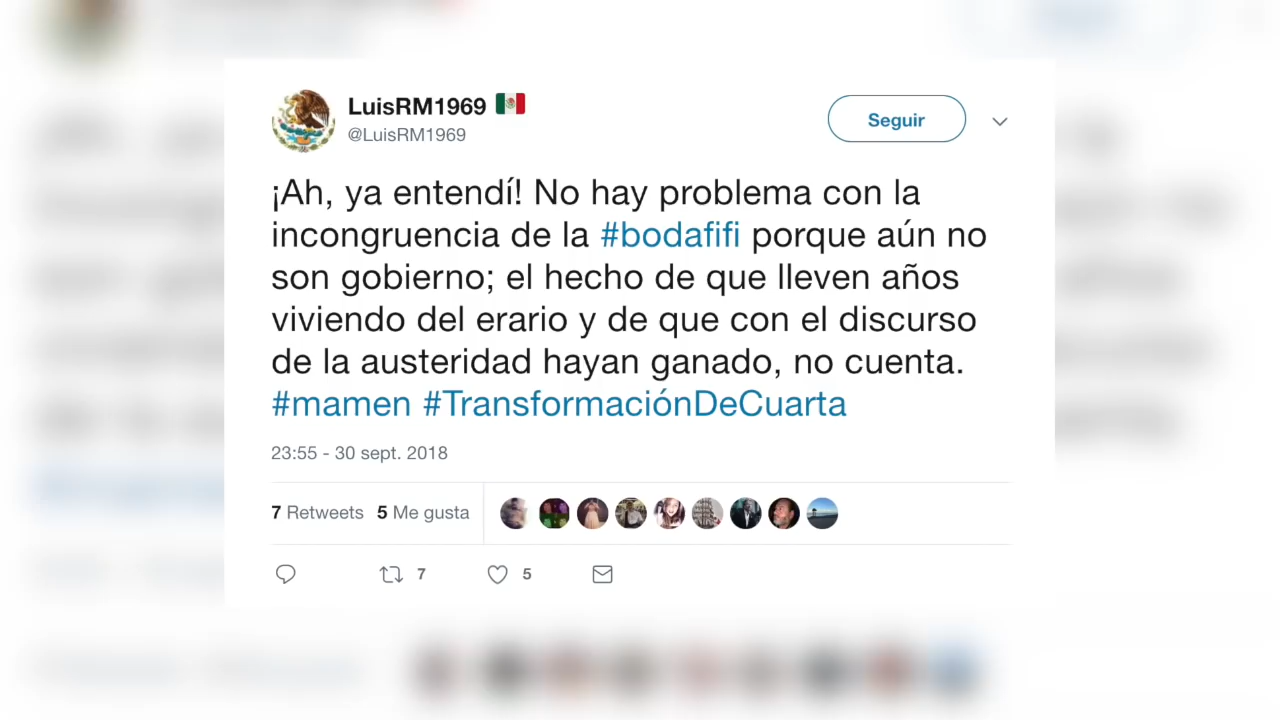 LuisRM1969
@LuisRM1969
Seguir
¡Ah, ya entendí! No hay problema con la
incongruencia de la #bodafifi porque aún no
son gobierno; el hecho de que lleven años
viviendo del erario y de que con el discurso
de la austeridad hayan ganado, no cuenta.
#mamen #TransformaciónDeCuarta
23:55 - 30 sept. 2018
7 Retweets 5 Me gusta
7 5